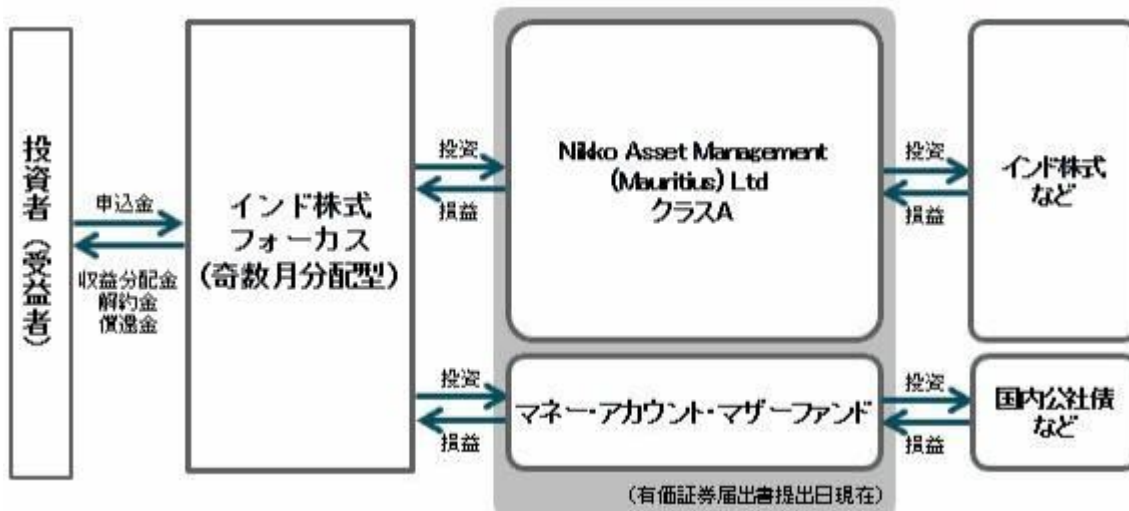 投資者(受益者)
申込金
収益分配金
解約金
償還金
インド株式
フォーカス
(奇数月分配型)
投資
損益
Nikko Asset Management
(Mauritius) Ltd
クラスA
投資
損益
インド株式
など
投資
損益
マネー・アカウント・マザーファンド
投資
損益
国内公社債
など
(有価証券届出書提出日現在)